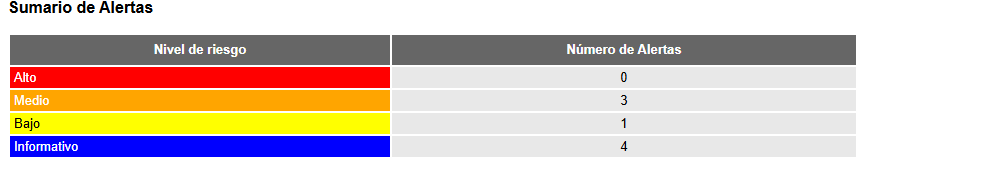 Sumario de Alertas
Nivel de riesgo Número de Alertas
Alto 0
Medio 3
Bajo 1
Informativo 4